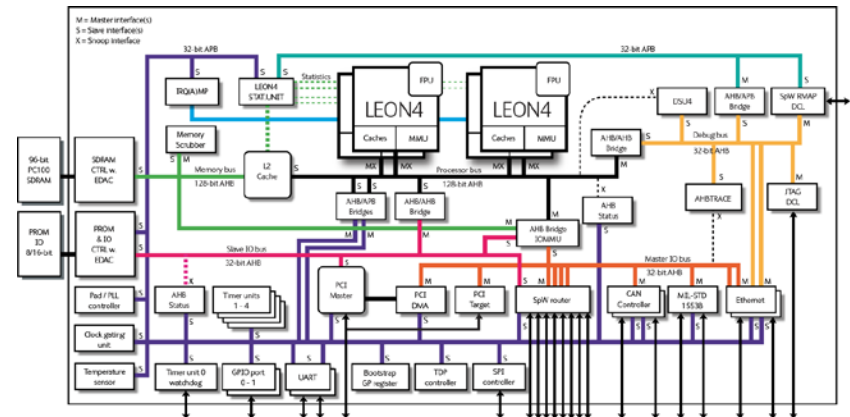 M = Master interface(s)
S = Slave interface(s)
X = Snoop interface
32-bit APB
32-bit APB
IRQ(A)MP
LEON4
STAT.UNIT
Statistics
FPU
LEON4
Caches
MMU
FPU
LEON4
Caches
MMU
DSU4
AHB/APB
Bridge
SpW RMAP
DCL
96-bit
PC100
SDRAM
SDRAM
CTRL w.
EDAC
Memory
Scrubber
L2
Cache
Memory bus
128-bit AHB
Processor bus
128-bit AHB
MX
MX
MX
MX
AHB/AHB
Bridge
Debug bus
32-bit AHB
PROM
IO
8/16-bit
PROM
& IO
CTRL w.
EDAC
AHB/APB
Bridges
AHB/AHB
Bridge
AHB Bridge
IOMMU
AHB
Status
AHBTRACE
JTAG
DCL
Slave IO bus
32-bit AHB
Master IO bus
32-bit AHB
Pad / PLL
controller
AHB
Status
Timer units
1 - 4
PCI
Master
PCI
DMA
PCI
Target
SpW router
CAN
Controller
MIL-STD
1553B
Ethernet
Clock gating
unit
Temperature
sensor
Timer unit 0
watchdog
GPIO port
0 - 1
UART
Bootstrap
GP register
TDP
controller
SPI
controller